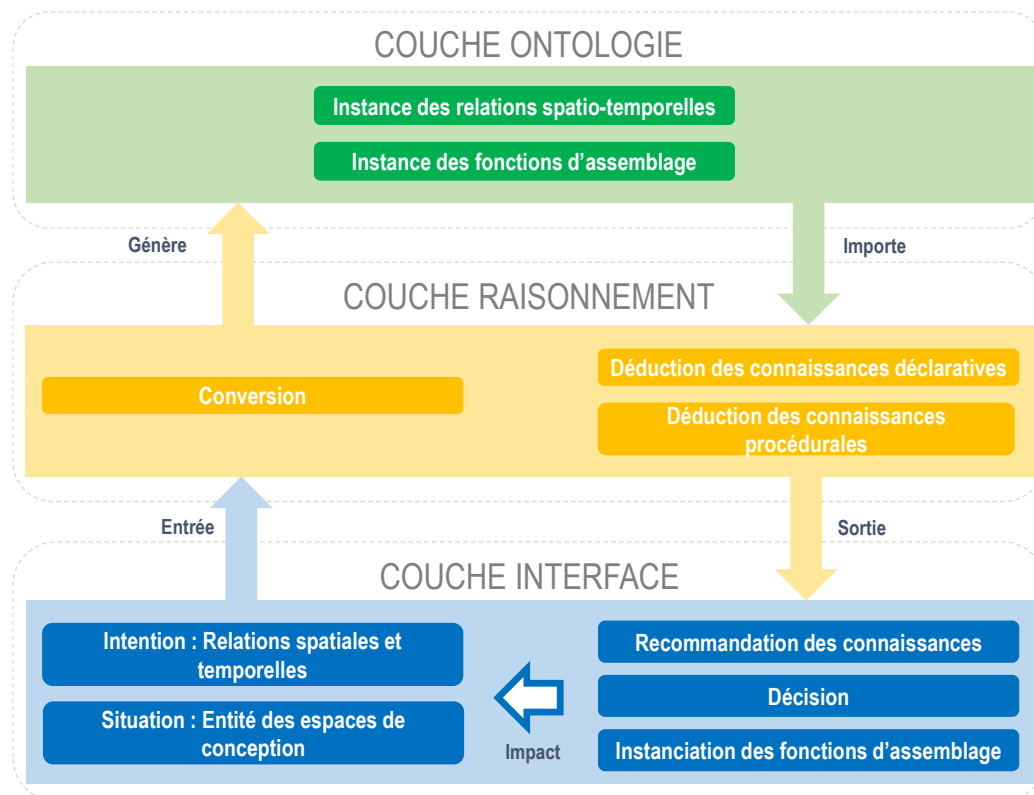 COUCHE ONTOLOGIE
Instance des relations spatio-temporelles
Instance des fonctions d’assemblage
Génère
Importe
COUCHE RAISONNEMENT
Conversion
Déduction des connaissances déclaratives
Déduction des connaissances
procédurales
Entrée
Sortie
COUCHE INTERFACE
Intention : Relations spatiales et
temporelles
Situation : Entité des espaces de
conception
Impact
Recommandation des connaissances
Décision
Instanciation des fonctions d’assemblage